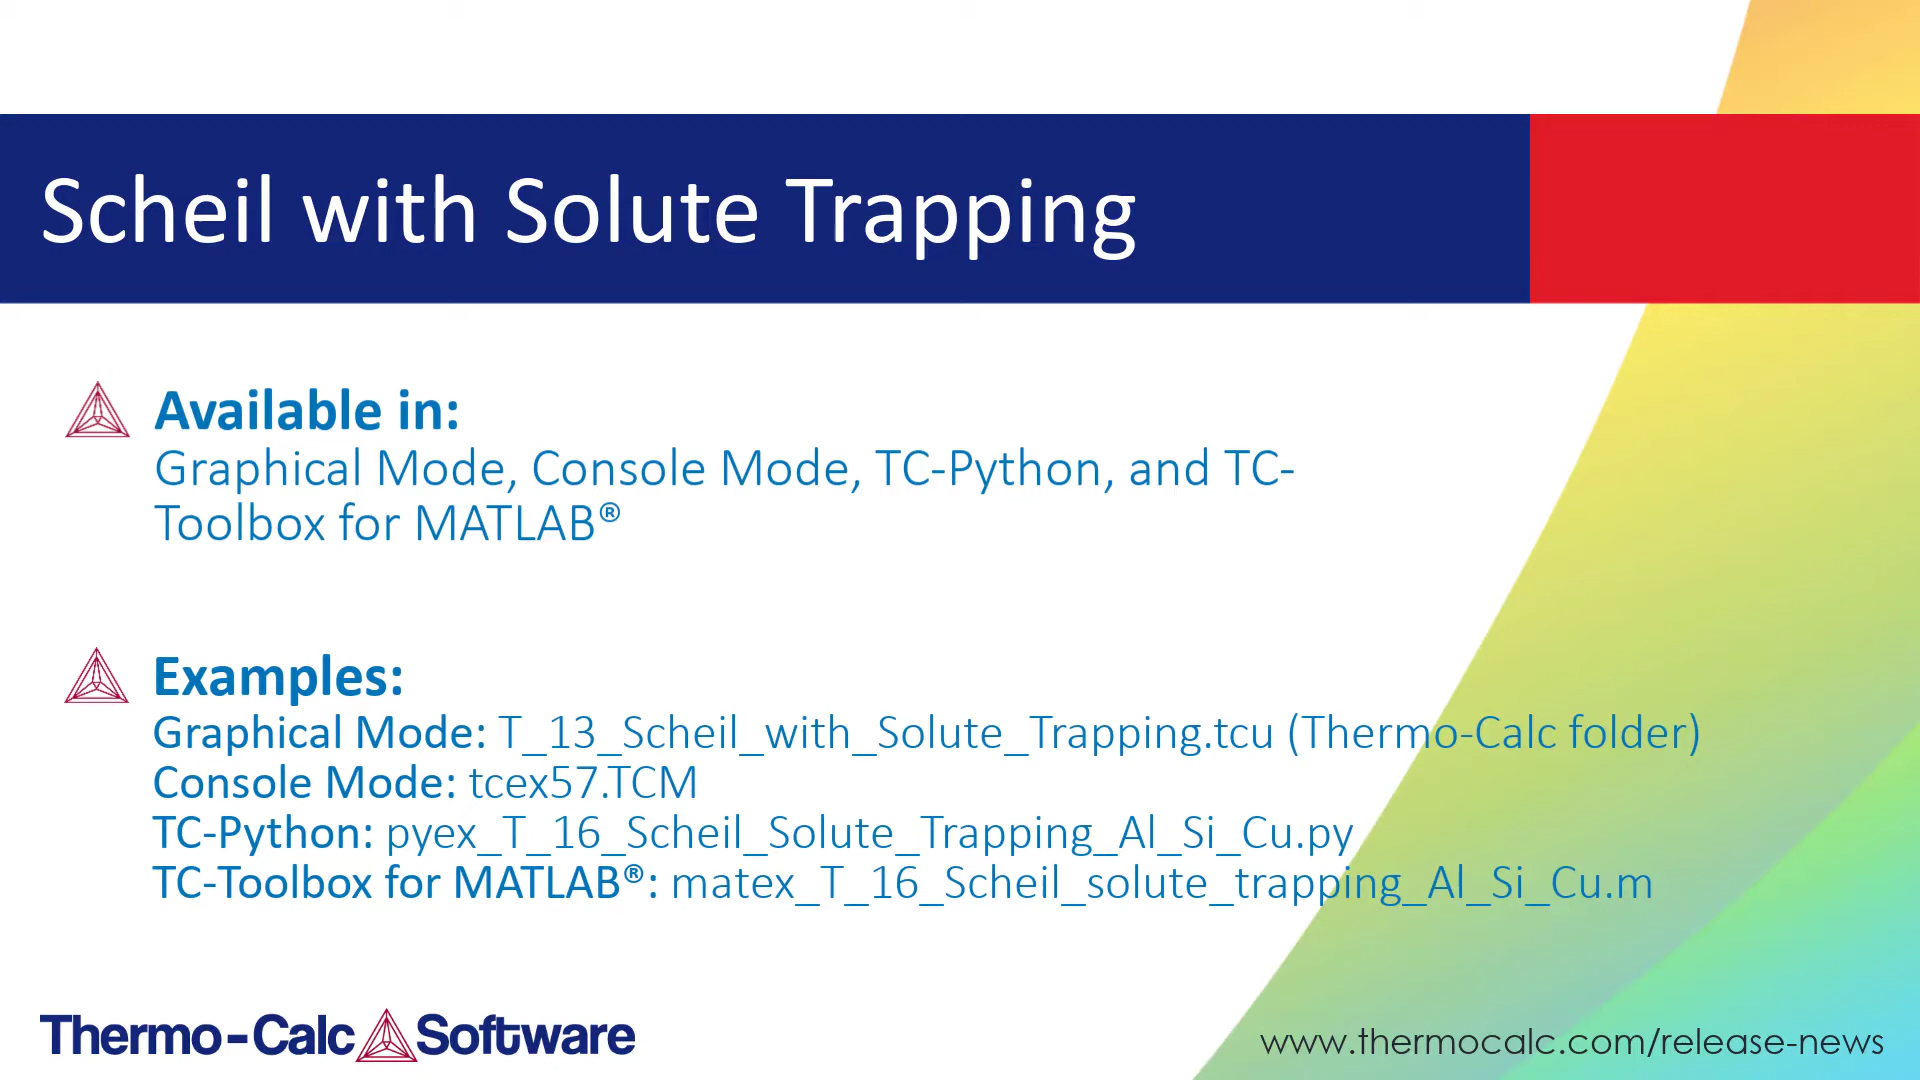 Scheil with Solute Trapping
Available in:
Graphical Mode, Console Mode, TC-Python, and TC-
Toolbox for MATLAB®
Examples:
Graphical Mode: T_13_Scheil_with_Solute_Trapping.tcu (Thermo-Calc folder)
Console Mode: tcex57.TCM
TC-Python: pyex_T_16_Scheil_Solute_Trapping_Al_Si_Cu.py
TC-Toolbox for MATLAB®: matex_T_16_Scheil_solute_trapping_Al_Si_Cu.m
Thermo-Calc Software
www.thermocalc.com/release-news